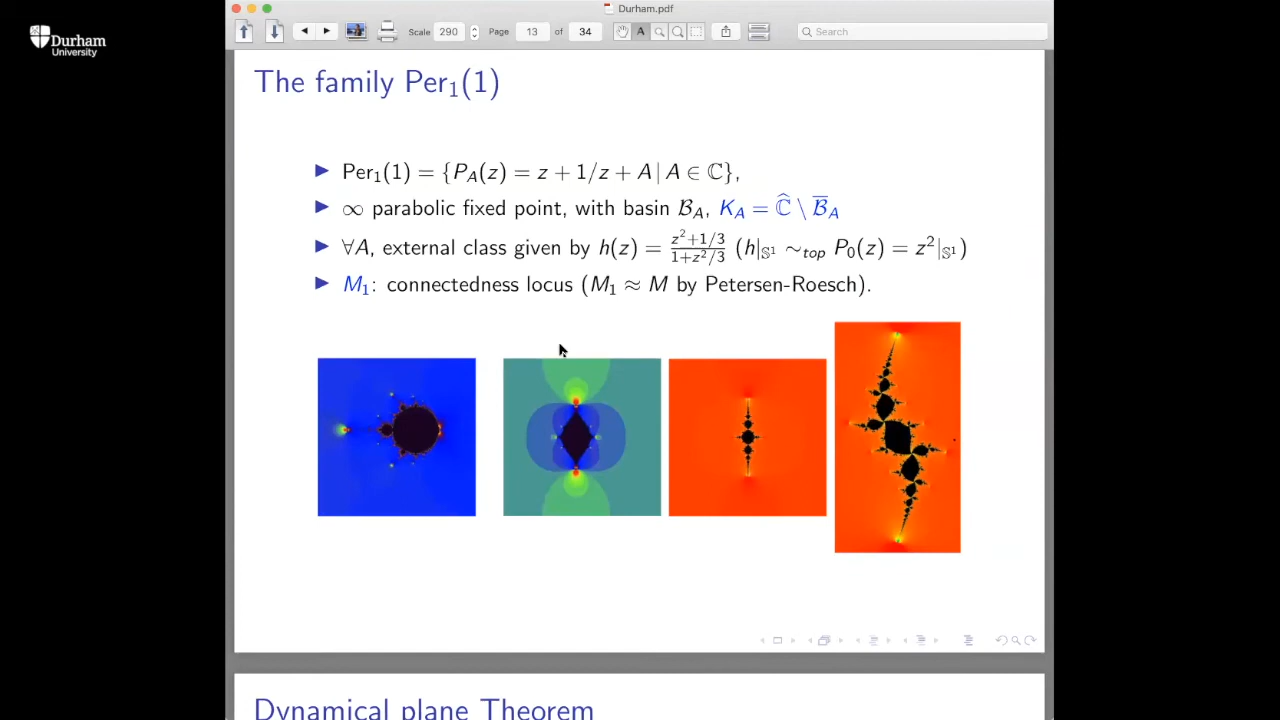 Durham.pdf
Durham
University
Scale 290 Page 13 of 34 A Search
The family Per₁(1)
▶ Per₁(1) = {P_A(z) = z + 1/z + A | A ∈ ℂ},
▶ ∞ parabolic fixed point, with basin ℬ_A, K_A = ℂ̂ \ ℬ̅_A
▶ ∀A, external class given by h(z) = (z²+1/3)/(1+z²/3) (h|_𝕊¹ ∼_top P₀(z) = z²|_𝕊¹)
▶ M₁: connectedness locus (M₁ ≈ M by Petersen-Roesch).
Dynamical plane Theorem